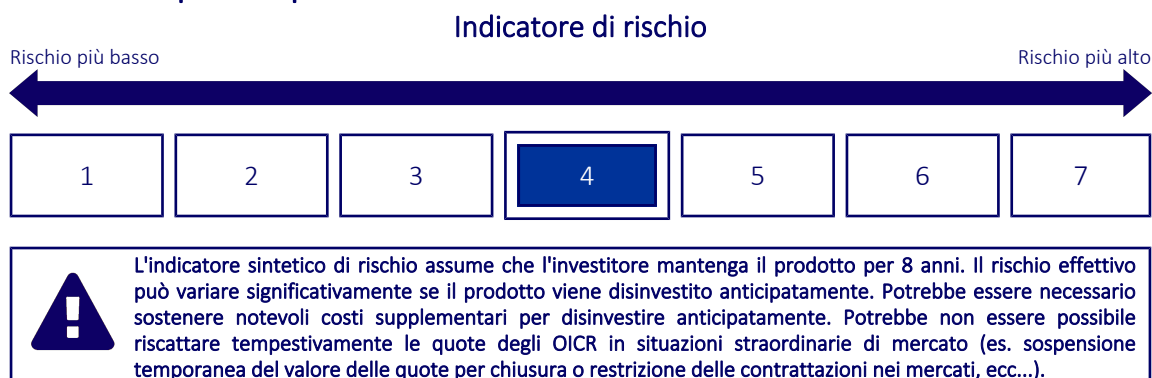 Indicatore di rischio
Rischio più basso
Rischio più alto
1
2
3
4
5
6
7
L'indicatore sintetico di rischio assume che l'investitore mantenga il prodotto per 8 anni. Il rischio effettivo
può variare significativamente se il prodotto viene disinvestito anticipatamente. Potrebbe essere necessario
sostenere notevoli costi supplementari per disinvestire anticipatamente. Potrebbe non essere possibile
riscattare tempestivamente le quote degli OICR in situazioni straordinarie di mercato (es. sospensione
temporanea del valore delle quote per chiusura o restrizione delle contrattazioni nei mercati, ecc...).